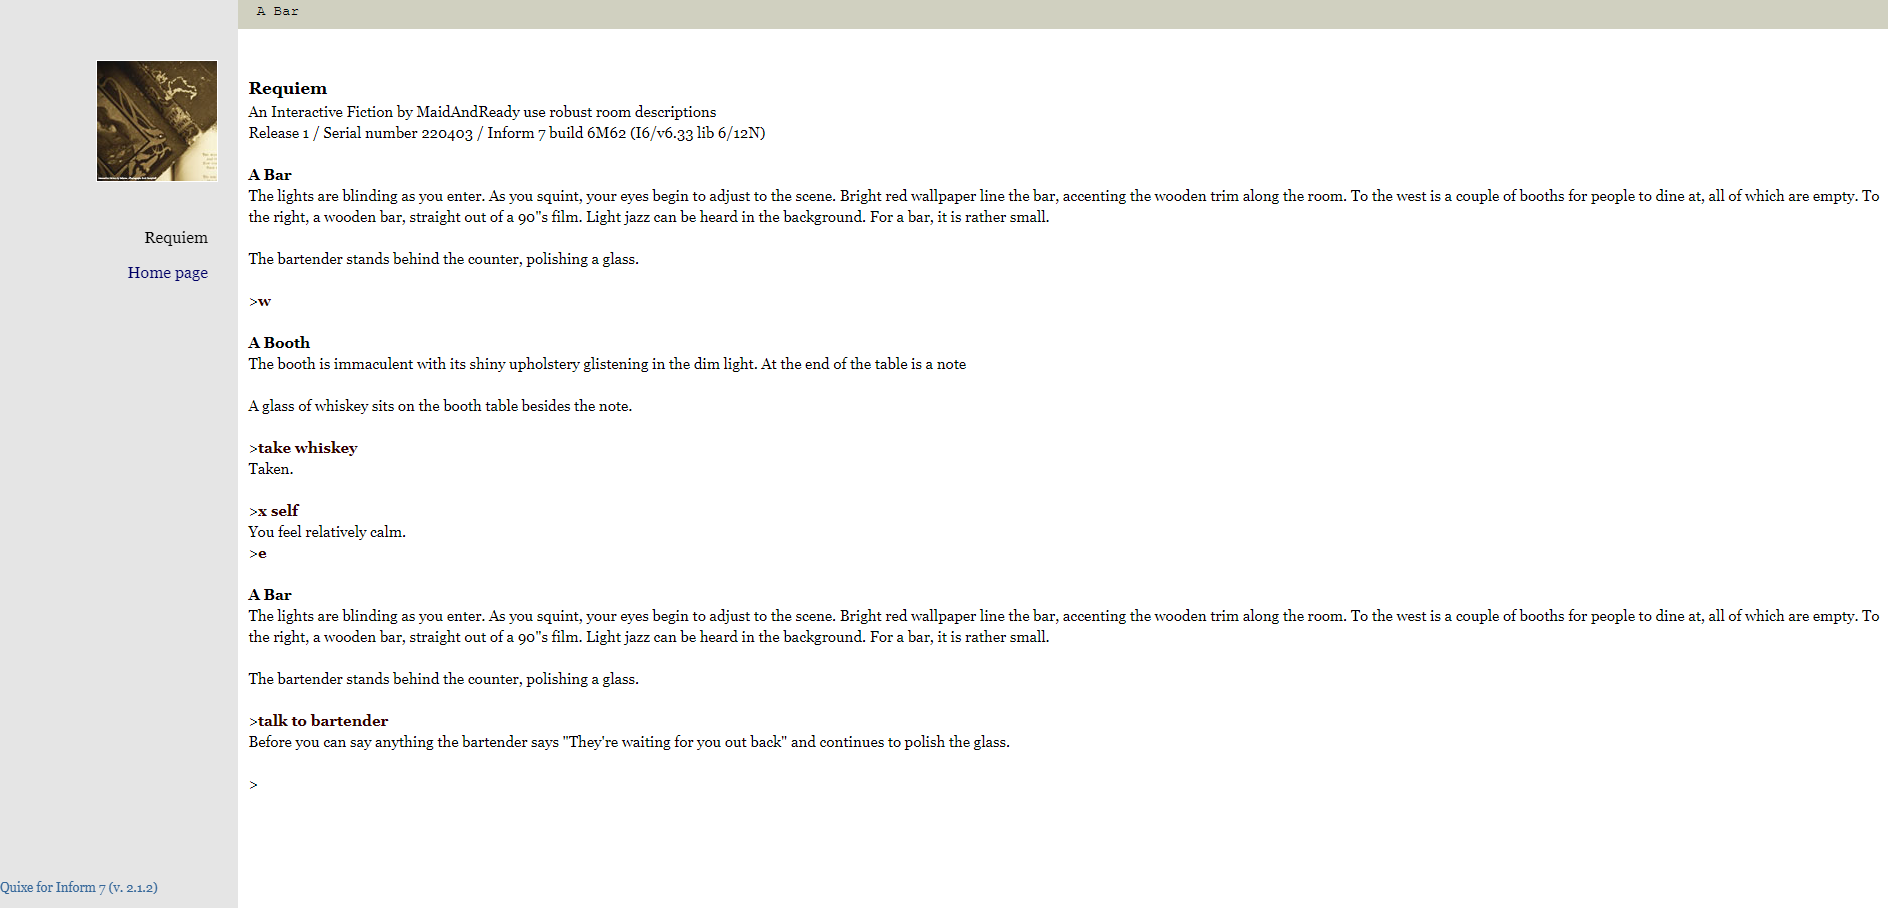 A Bar
Requiem
An Interactive Fiction by MaidAndReady use robust room descriptions
Release 1 / Serial number 220403 / Inform 7 build 6M62 (I6/v6.33 lib 6/12N)
A Bar
The lights are blinding as you enter. As you squint, your eyes begin to adjust to the scene. Bright red wallpaper line the bar, accenting the wooden trim along the room. To the west is a couple of booths for people to dine at, all of which are empty. To
the right, a wooden bar, straight out of a 90"s film. Light jazz can be heard in the background. For a bar, it is rather small.
The bartender stands behind the counter, polishing a glass.
>w
A Booth
The booth is immaculent with its shiny upholstery glistening in the dim light. At the end of the table is a note
A glass of whiskey sits on the booth table besides the note.
>take whiskey
Taken.
>x self
You feel relatively calm.
>e
A Bar
The lights are blinding as you enter. As you squint, your eyes begin to adjust to the scene. Bright red wallpaper line the bar, accenting the wooden trim along the room. To the west is a couple of booths for people to dine at, all of which are empty. To
the right, a wooden bar, straight out of a 90"s film. Light jazz can be heard in the background. For a bar, it is rather small.
The bartender stands behind the counter, polishing a glass.
>talk to bartender
Before you can say anything the bartender says "They're waiting for you out back" and continues to polish the glass.
>
Requiem
Home page
Quixe for Inform 7 (v. 2.1.2)